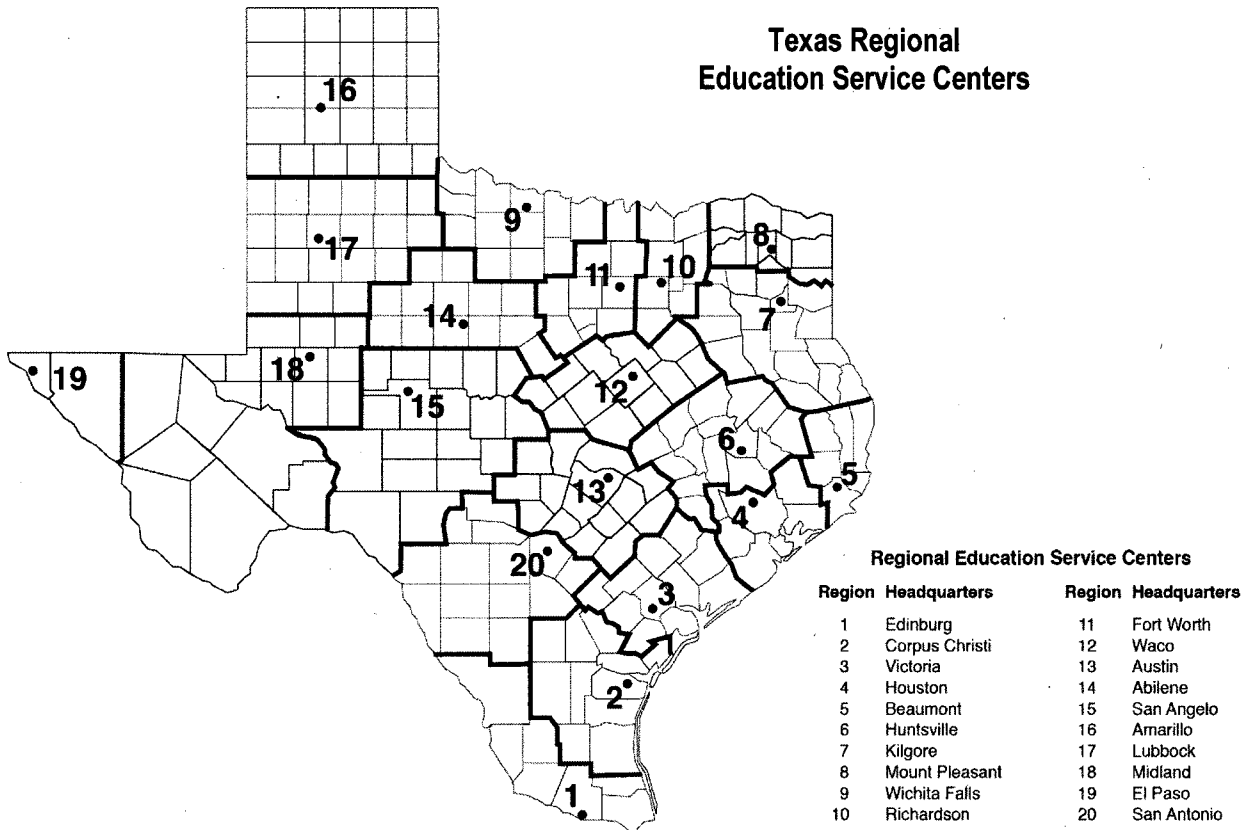 Texas Regional
Education Service Centers
16
9
8
17
11
10
7
14
18
19
12
15
6
5
13
4
20
3
2
1
Regional Education Service Centers
Region Headquarters Region Headquarters
1 Edinburg 11 Fort Worth
2 Corpus Christi 12 Waco
3 Victoria 13 Austin
4 Houston 14 Abilene
5 Beaumont 15 San Angelo
6 Huntsville 16 Amarillo
7 Kilgore 17 Lubbock
8 Mount Pleasant 18 Midland
9 Wichita Falls 19 El Paso
10 Richardson 20 San Antonio